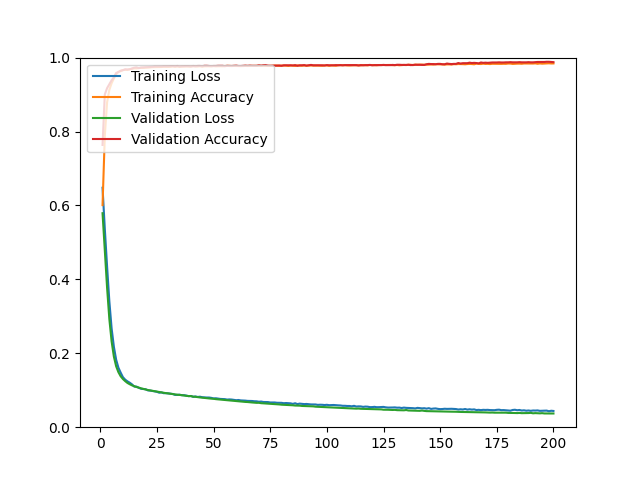 1.0
0.8
0.6
0.4
0.2
0.0
Training Loss
Training Accuracy
Validation Loss
Validation Accuracy
0 25 50 75 100 125 150 175 200